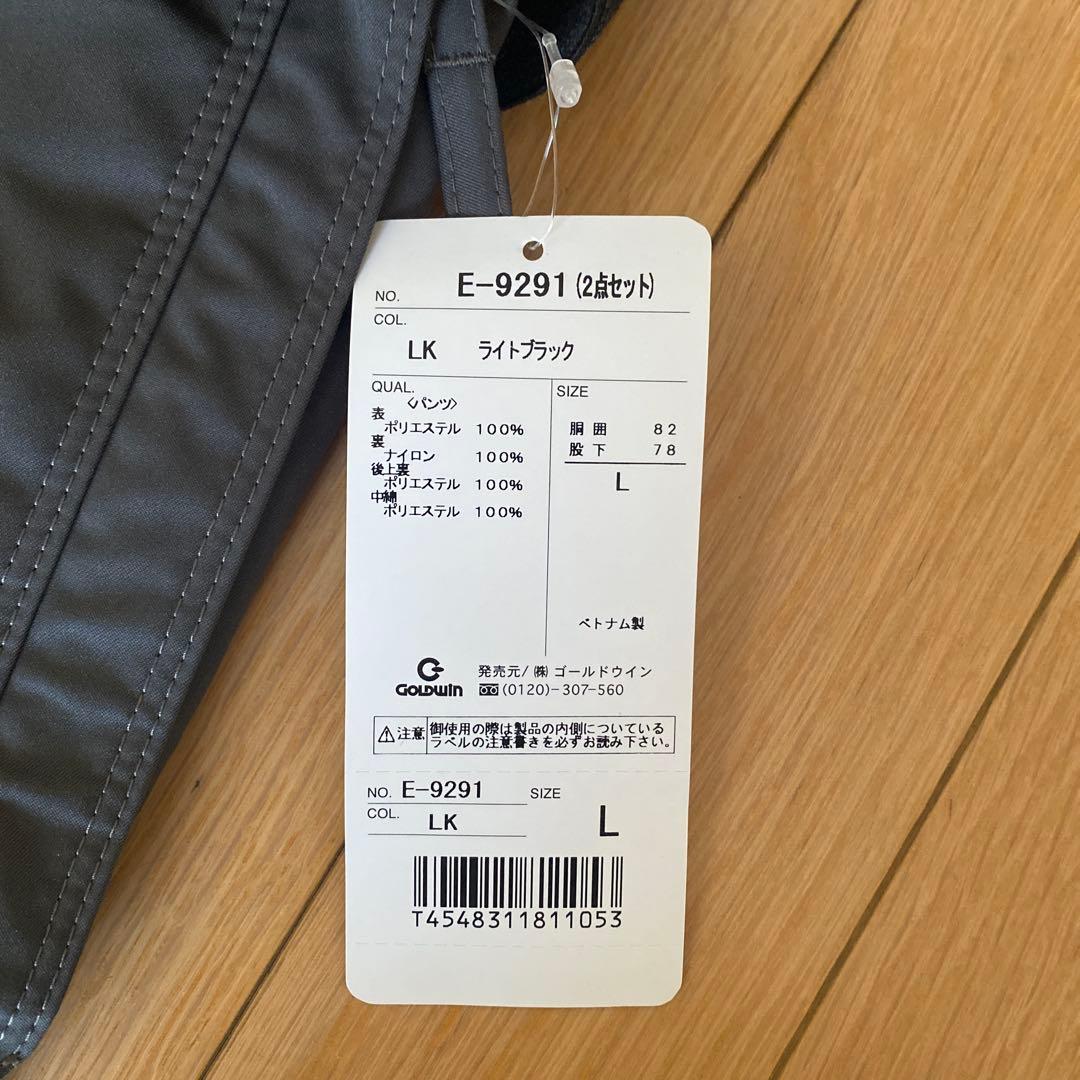 NO. E-9291(2点セット)
COL.
LK ライトブラック
QUAL.
〈パンツ〉
表
ポリエステル 100%
裏
ナイロン 100%
後上裏
ポリエステル 100%
中綿
ポリエステル 100%
SIZE
胴囲 82
股下 78
L
ベトナム製
GOLDWIN
発売元/㈱ゴールドウイン
(0120)-307-560
注意
御使用の際は製品の内側についている
ラベルの注意書きを必ずお読み下さい。
NO. E-9291 SIZE
COL. LK L
T4548311811053